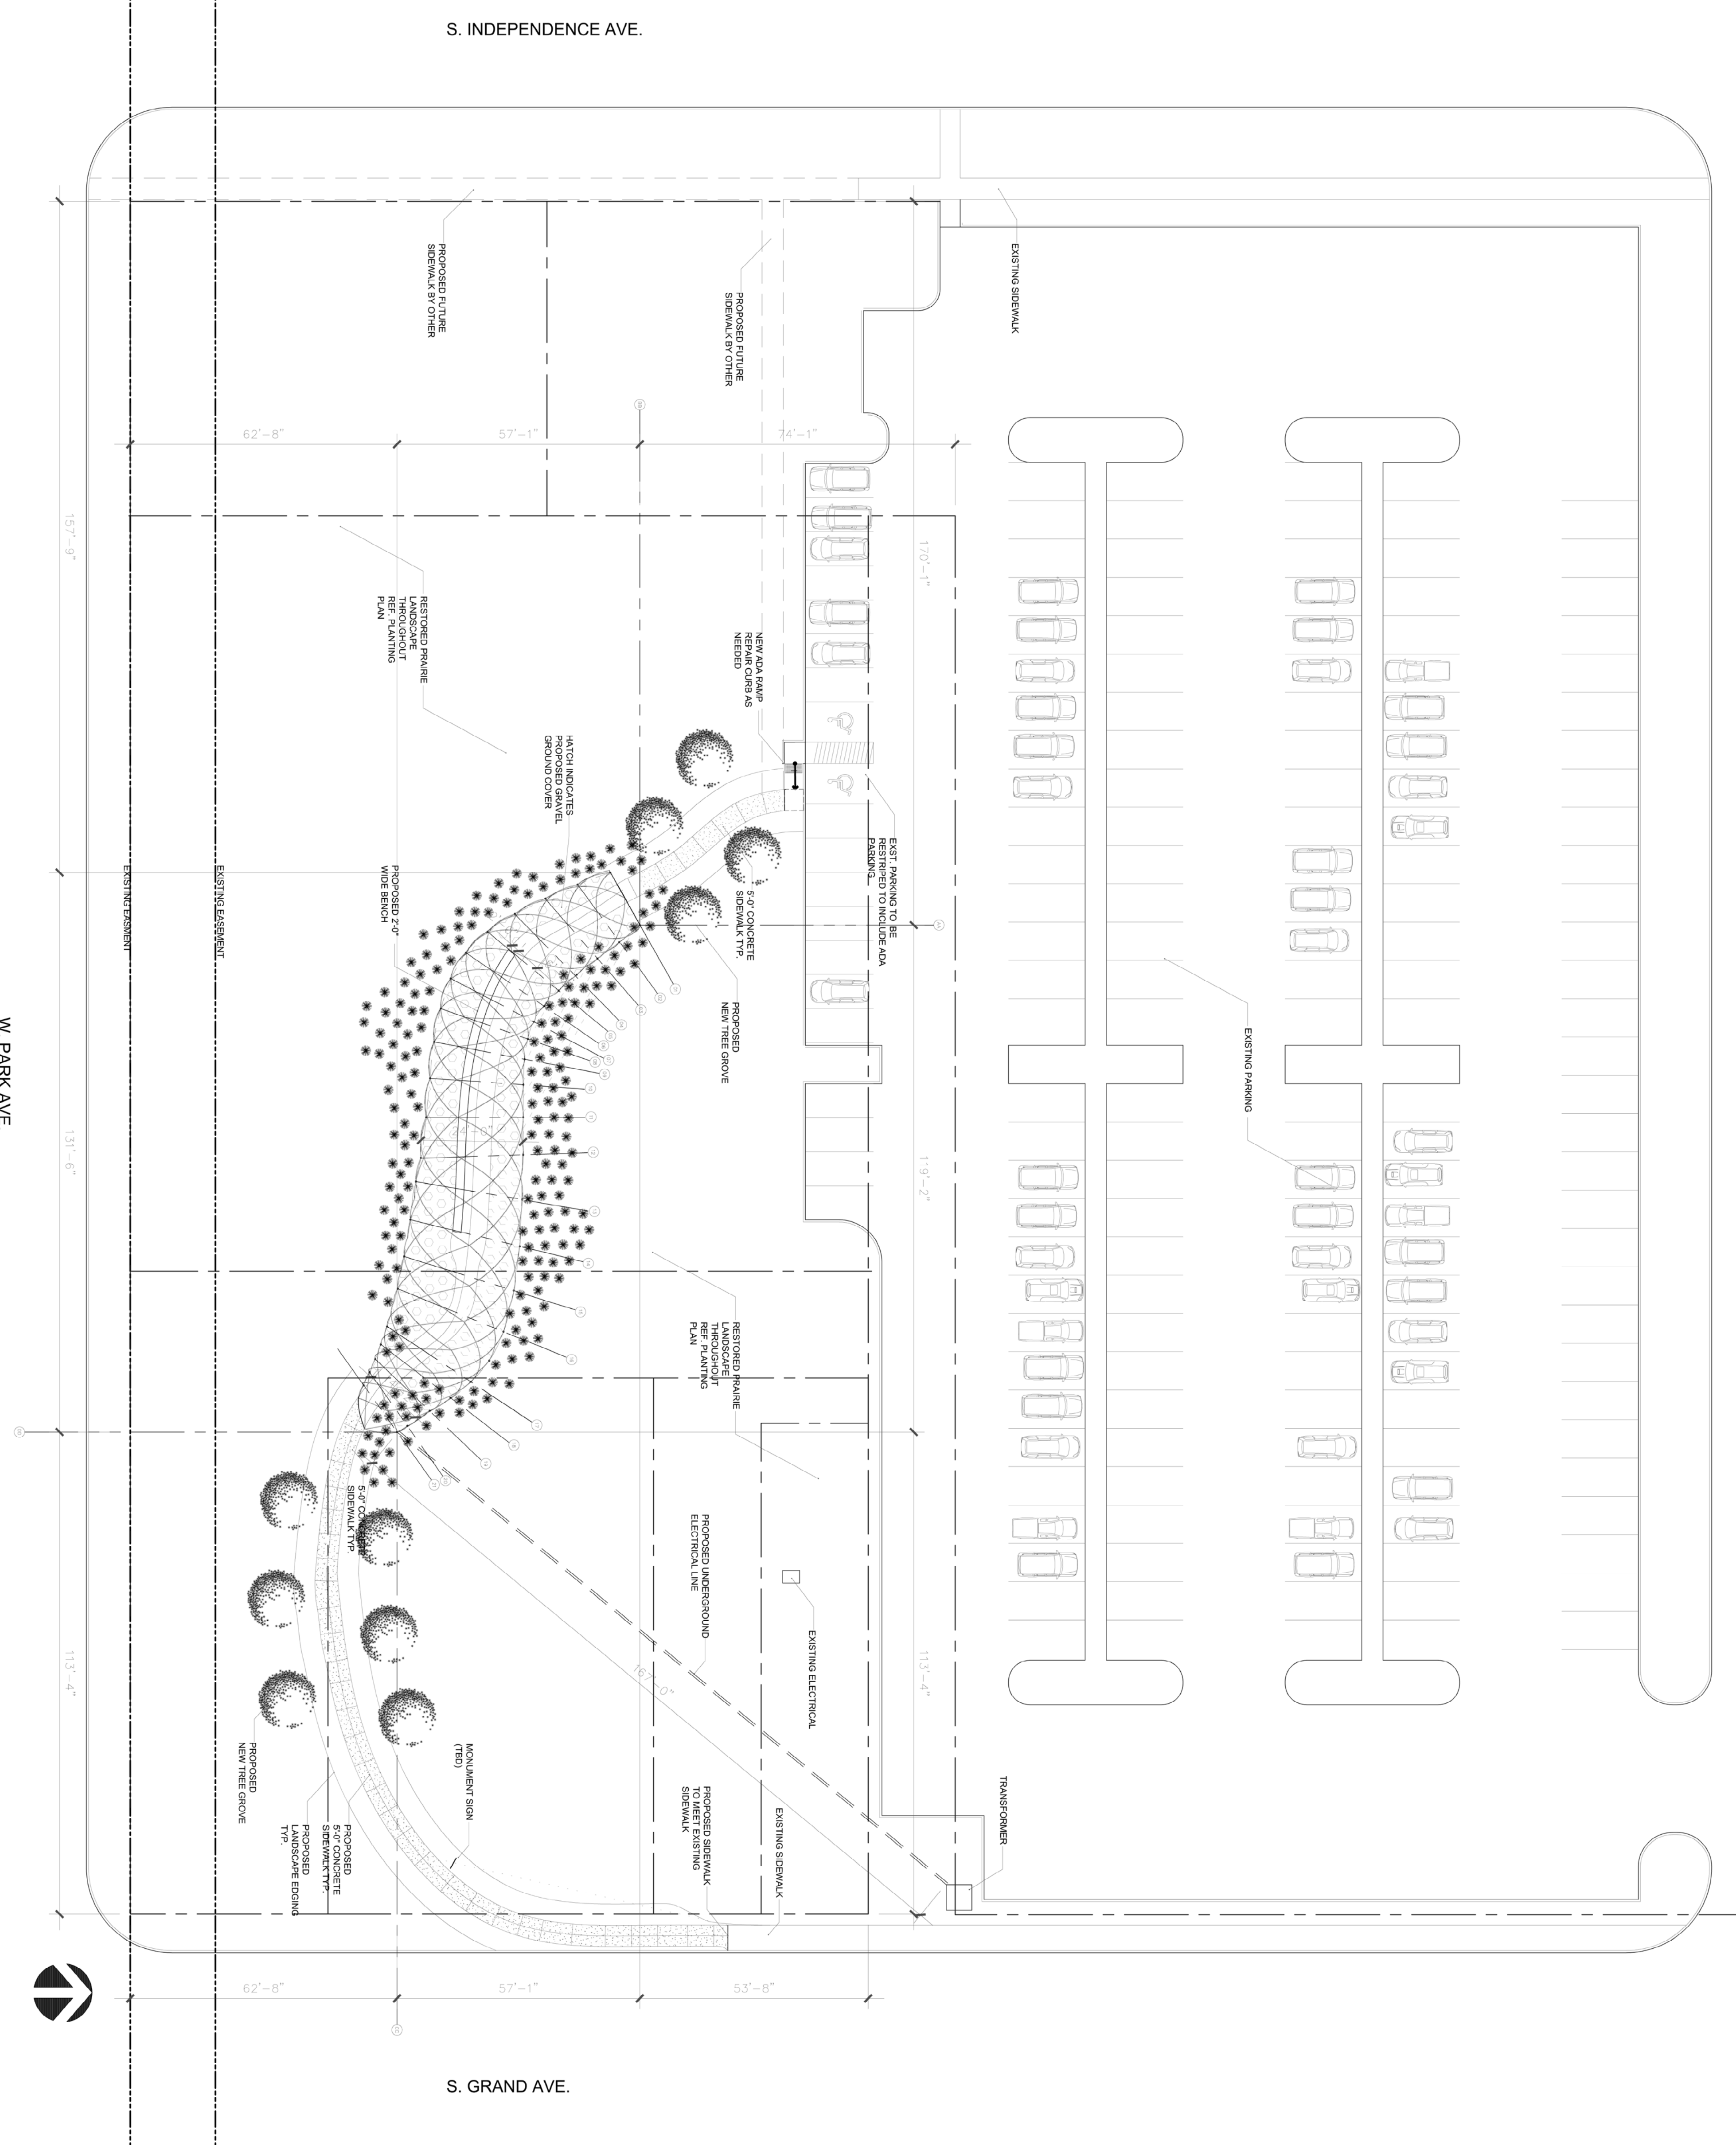 S. INDEPENDENCE AVE.
PROPOSED FUTURE
SIDEWALK BY OTHER
PROPOSED FUTURE
SIDEWALK BY OTHER
EXISTING SIDEWALK
62'-8"
57'-1"
74'-1"
157'-9"
170'-1"
RESTORED PRAIRIE
LANDSCAPE
THROUGHOUT
REF. PLANTING
PLAN
NEW ADA RAMP
REPAIR CURB AS
NEEDED
HATCH INDICATES
PROPOSED GRAVEL
GROUND COVER
EXISTING EASMENT
EXISTING EASEMENT
PROPOSED 2'-0"
WIDE BENCH
5'-0" CONCRETE
SIDEWALK TYP.
EXST. PARKING TO BE
RESTRIPED TO INCLUDE ADA
PARKING
PROPOSED
NEW TREE GROVE
EXISTING PARKING
W. PARK AVE.
131'-6"
119'-2"
RESTORED PRAIRIE
LANDSCAPE
THROUGHOUT
REF. PLANTING
PLAN
5'-0" CONCRETE
SIDEWALK TYP.
PROPOSED UNDERGROUND
ELECTRICAL LINE
EXISTING ELECTRICAL
113'-4"
167'-0"
113'-4"
PROPOSED
NEW TREE GROVE
MONUMENT SIGN
(TBD)
PROPOSED SIDEWALK
TO MEET EXISTING
SIDEWALK
EXISTING SIDEWALK
TRANSFORMER
PROPOSED
LANDSCAPE EDGING
TYP.
PROPOSED
5'-0" CONCRETE
SIDEWALK TYP.
62'-8"
57'-1"
53'-8"
S. GRAND AVE.